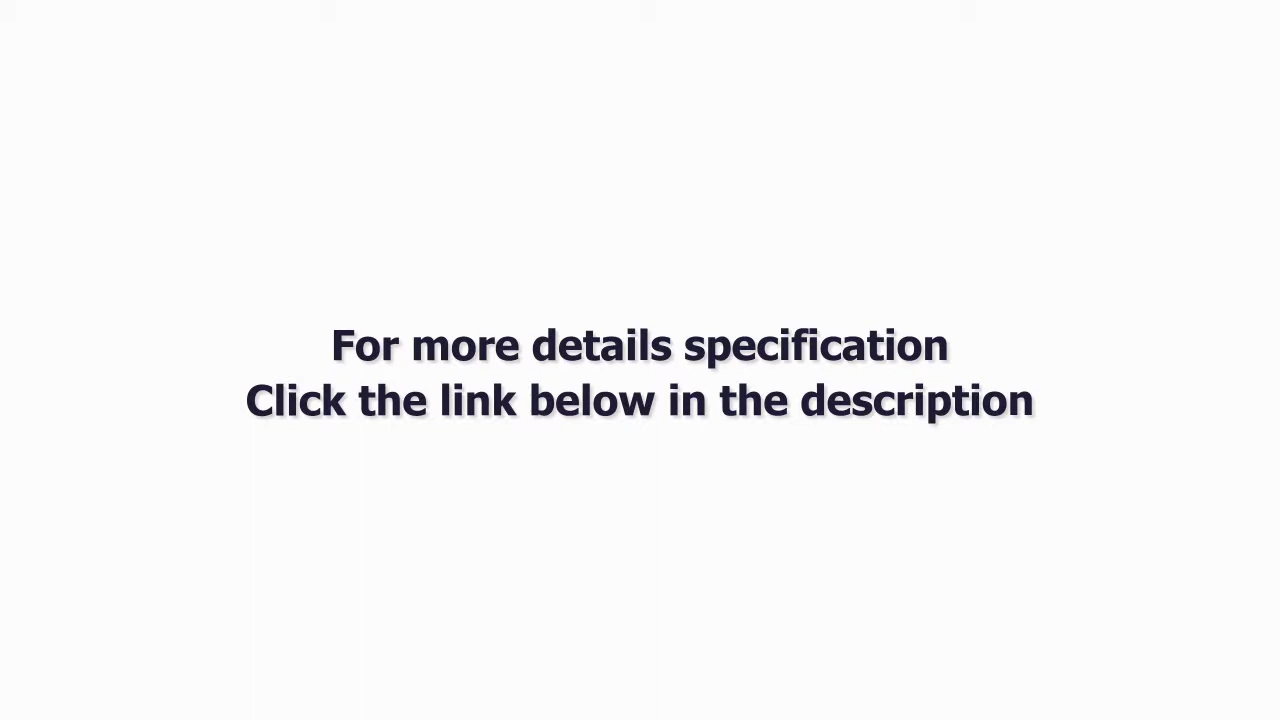 For more details specification
Click the link below in the description